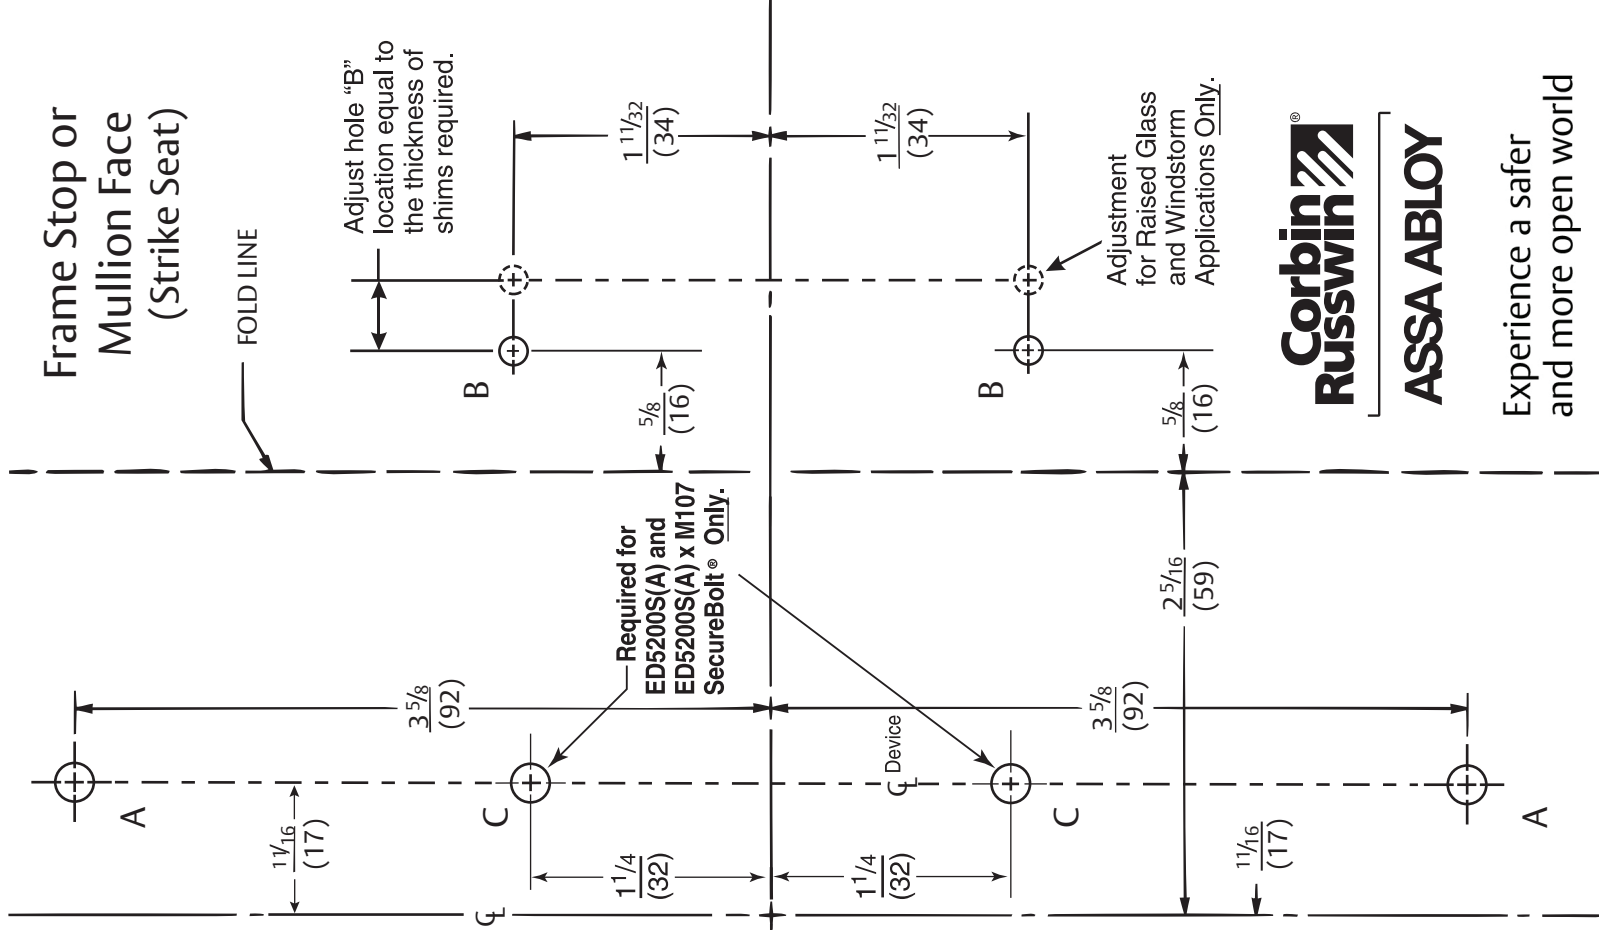 Frame Stop or
Mullion Face
(Strike Seat)
FOLD LINE
Adjust hole “B”
location equal to
the thickness of
shims required.
1 11/32
(34)
1 11/32
(34)
Adjustment
for Raised Glass
and Windstorm
Applications Only.
B
B
5/8
(16)
5/8
(16)
Corbin ®
Russwin
ASSA ABLOY
Experience a safer
and more open world
Required for
ED5200S(A) and
ED5200S(A) x M107
SecureBolt® Only.
2 5/16
(59)
3 5/8
(92)
3 5/8
(92)
CL Device
A
C
C
A
11/16
(17)
1 1/4
(32)
1 1/4
(32)
11/16
(17)
CL